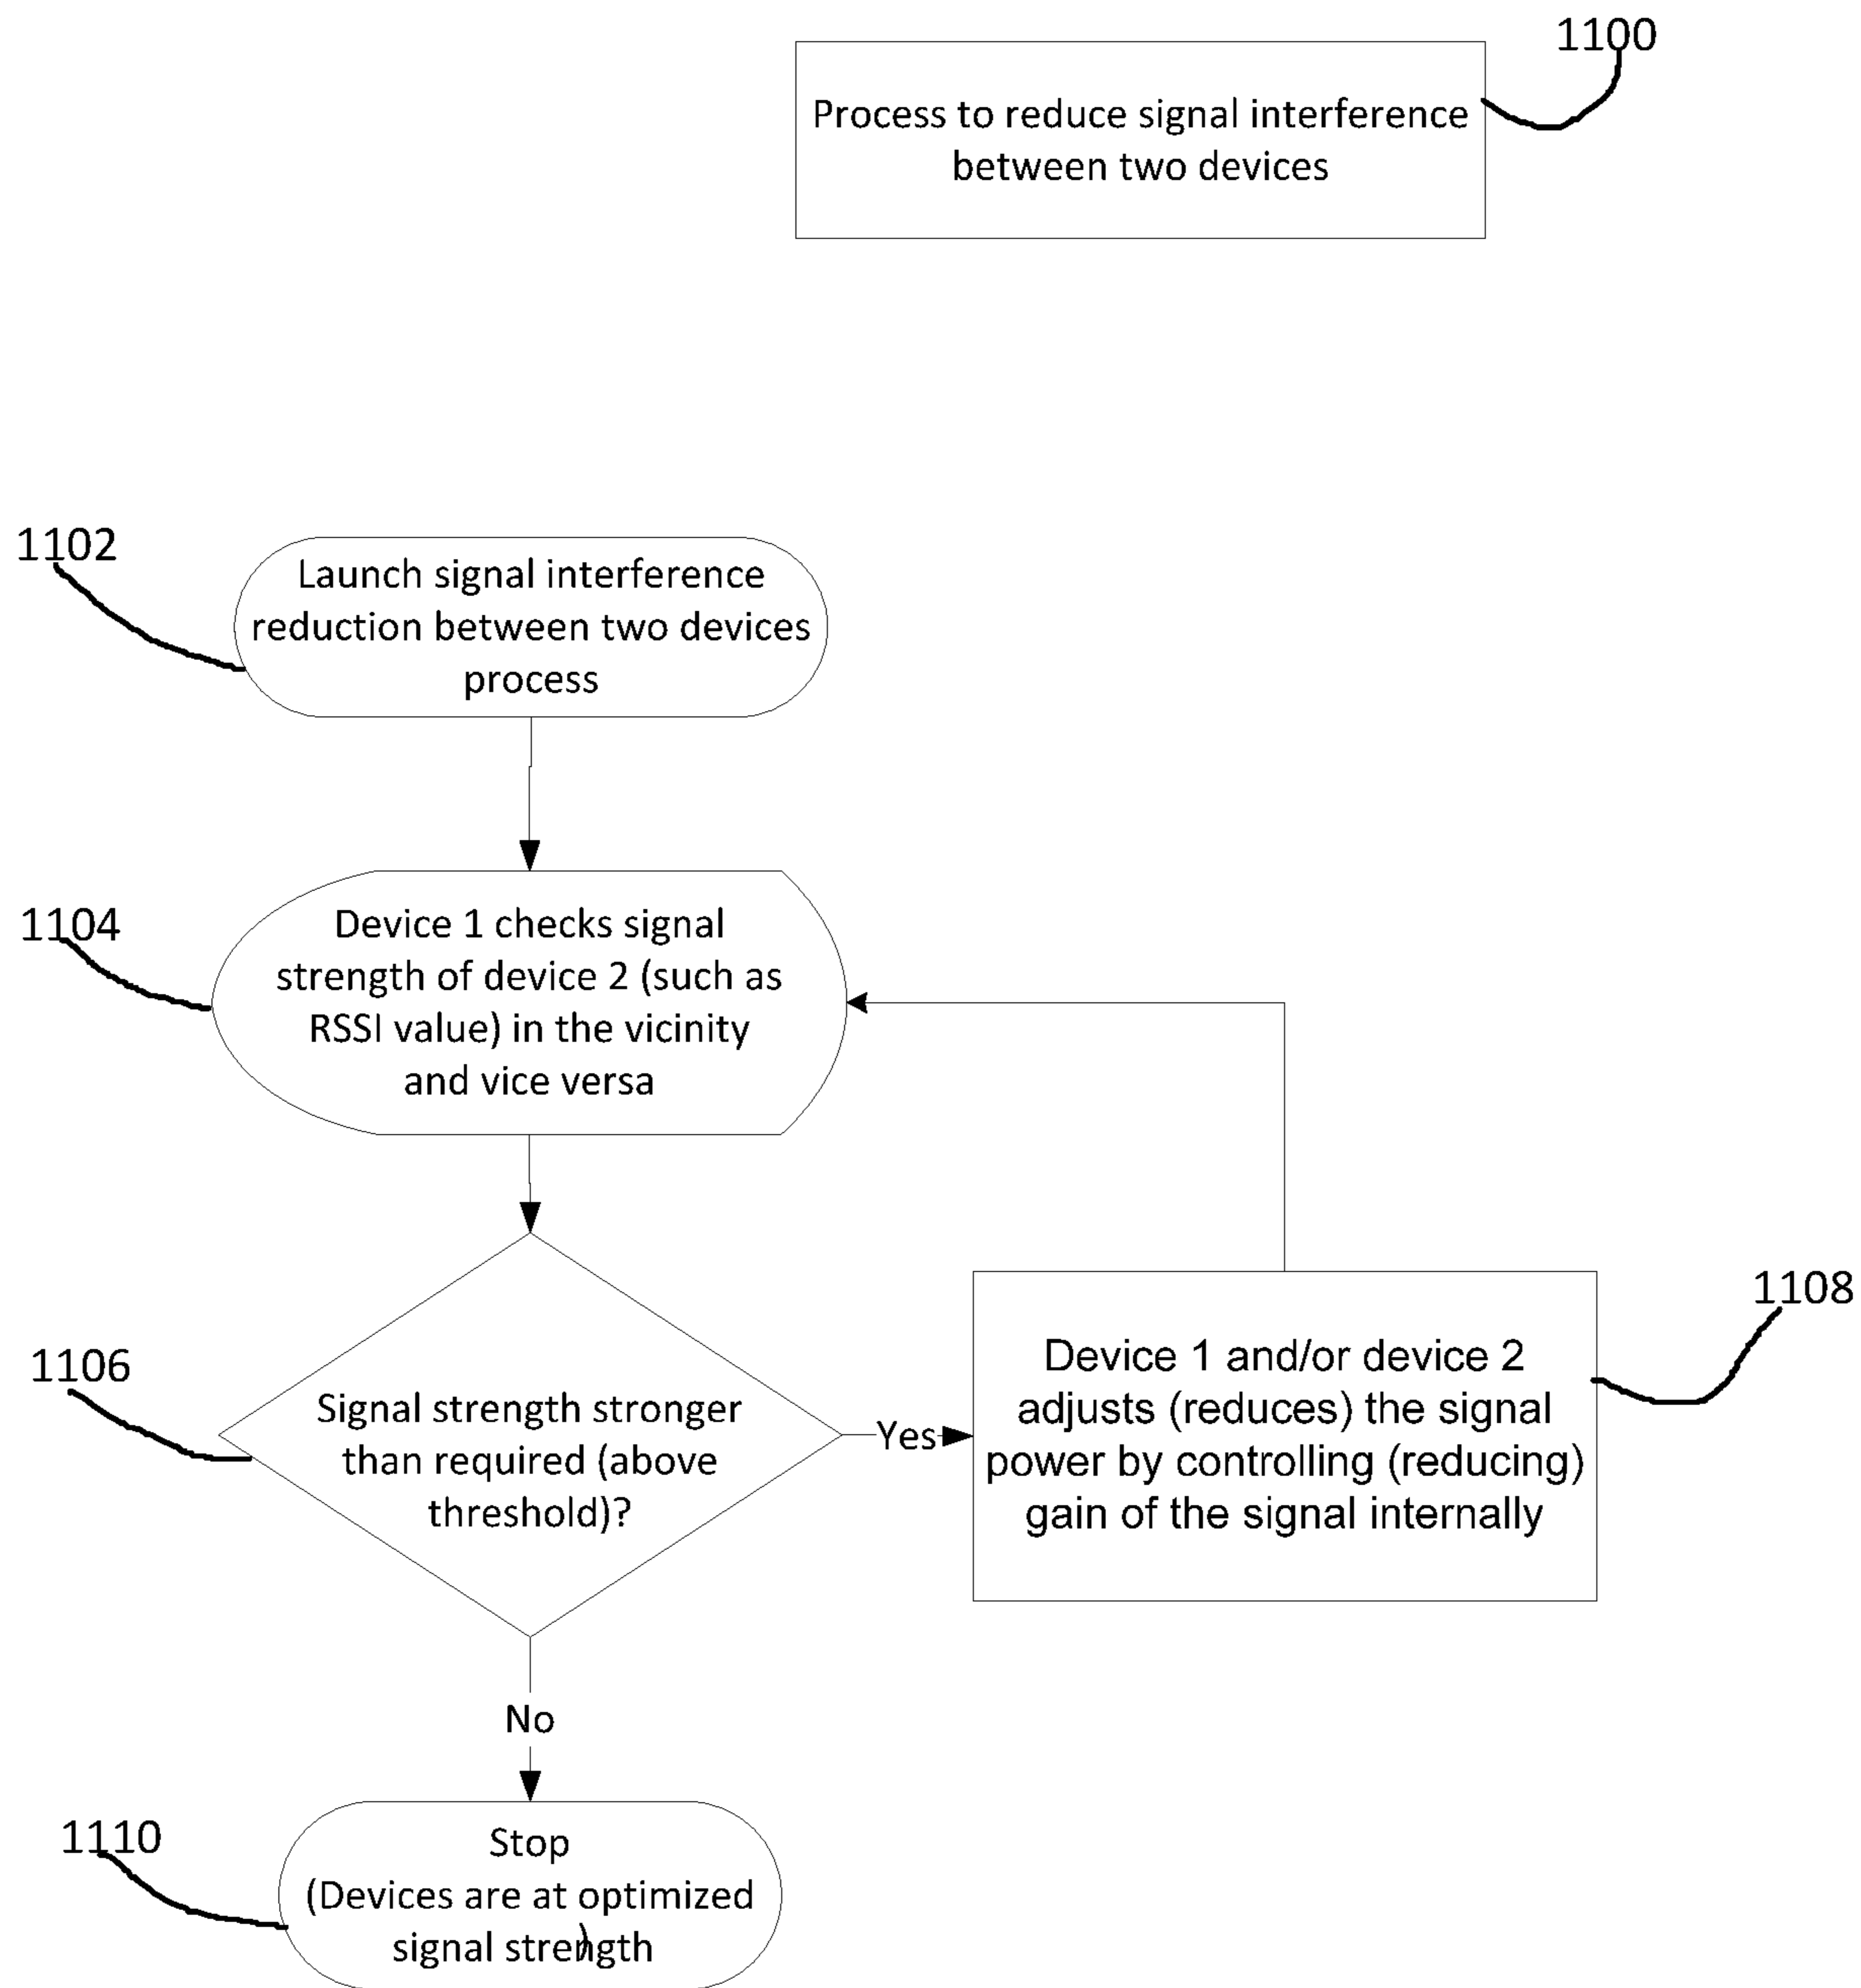 1100
Process to reduce signal interference
between two devices
1102
Launch signal interference
reduction between two devices
process
1104
Device 1 checks signal
strength of device 2 (such as
RSSI value) in the vicinity
and vice versa
1106
Signal strength stronger
than required (above
threshold)?
Yes
1108
Device 1 and/or device 2
adjusts (reduces) the signal
power by controlling (reducing)
gain of the signal internally
No
1110
Stop
(Devices are at optimized
signal strength)